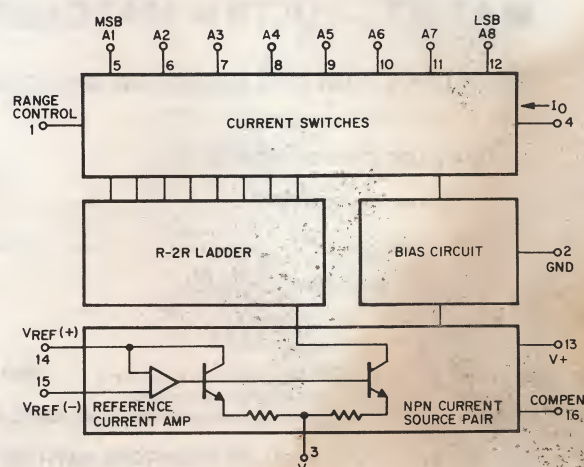 MSB LSB
A1 A2 A3 A4 A5 A6 A7 A8
5 6 7 8 9 10 11 12
RANGE
CONTROL
1
CURRENT SWITCHES
IO
4
R-2R LADDER
BIAS CIRCUIT
2
GND
VREF (+)
14
15
VREF (-)
REFERENCE
CURRENT AMP
NPN CURRENT
SOURCE PAIR
13
V+
COMPEN
16
3